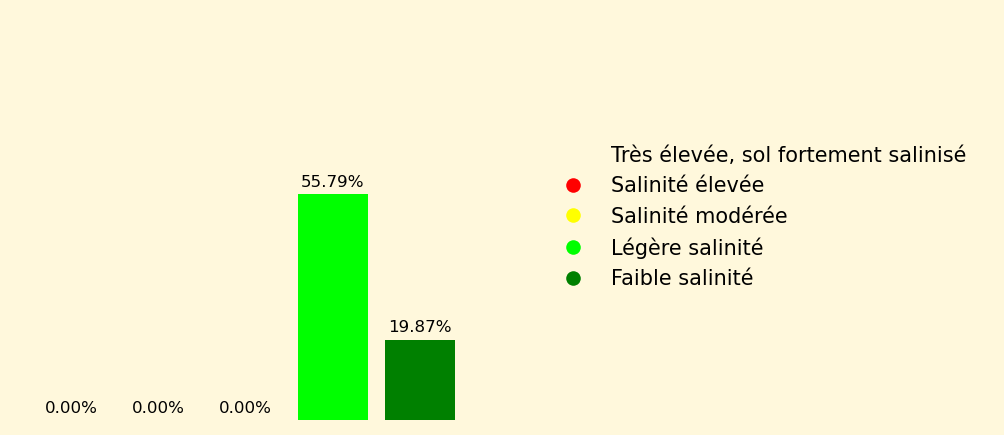 Très élevée, sol fortement salinisé
Salinité élevée
Salinité modérée
Légère salinité
Faible salinité
55.79%
19.87%
0.00% 0.00% 0.00%